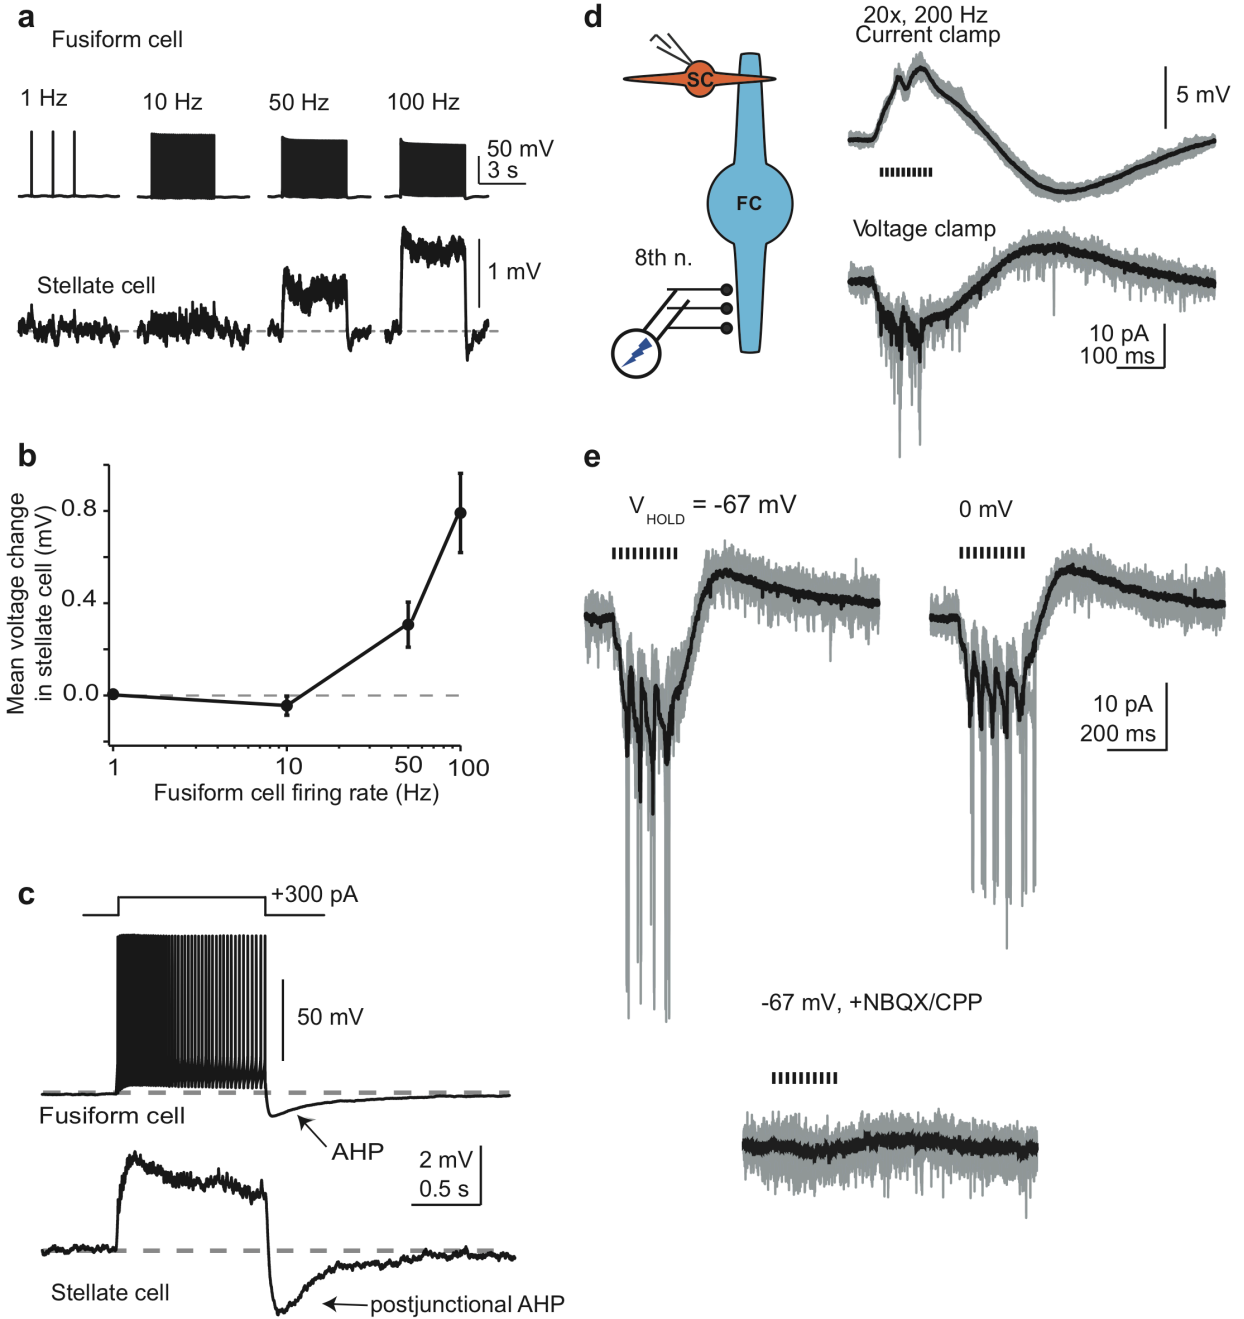 a
Fusiform cell
1 Hz
10 Hz
50 Hz
100 Hz
50 mV
3 s
Stellate cell
1 mV
b
Mean voltage change
in stellate cell (mV)
0.8
0.4
0.0
1
10
50
100
Fusiform cell firing rate (Hz)
c
+300 pA
50 mV
Fusiform cell
AHP
2 mV
0.5 s
Stellate cell
postjunctional AHP
d
SC
FC
8th n.
20x, 200 Hz
Current clamp
5 mV
Voltage clamp
10 pA
100 ms
e
VHOLD = -67 mV
0 mV
10 pA
200 ms
-67 mV, +NBQX/CPP